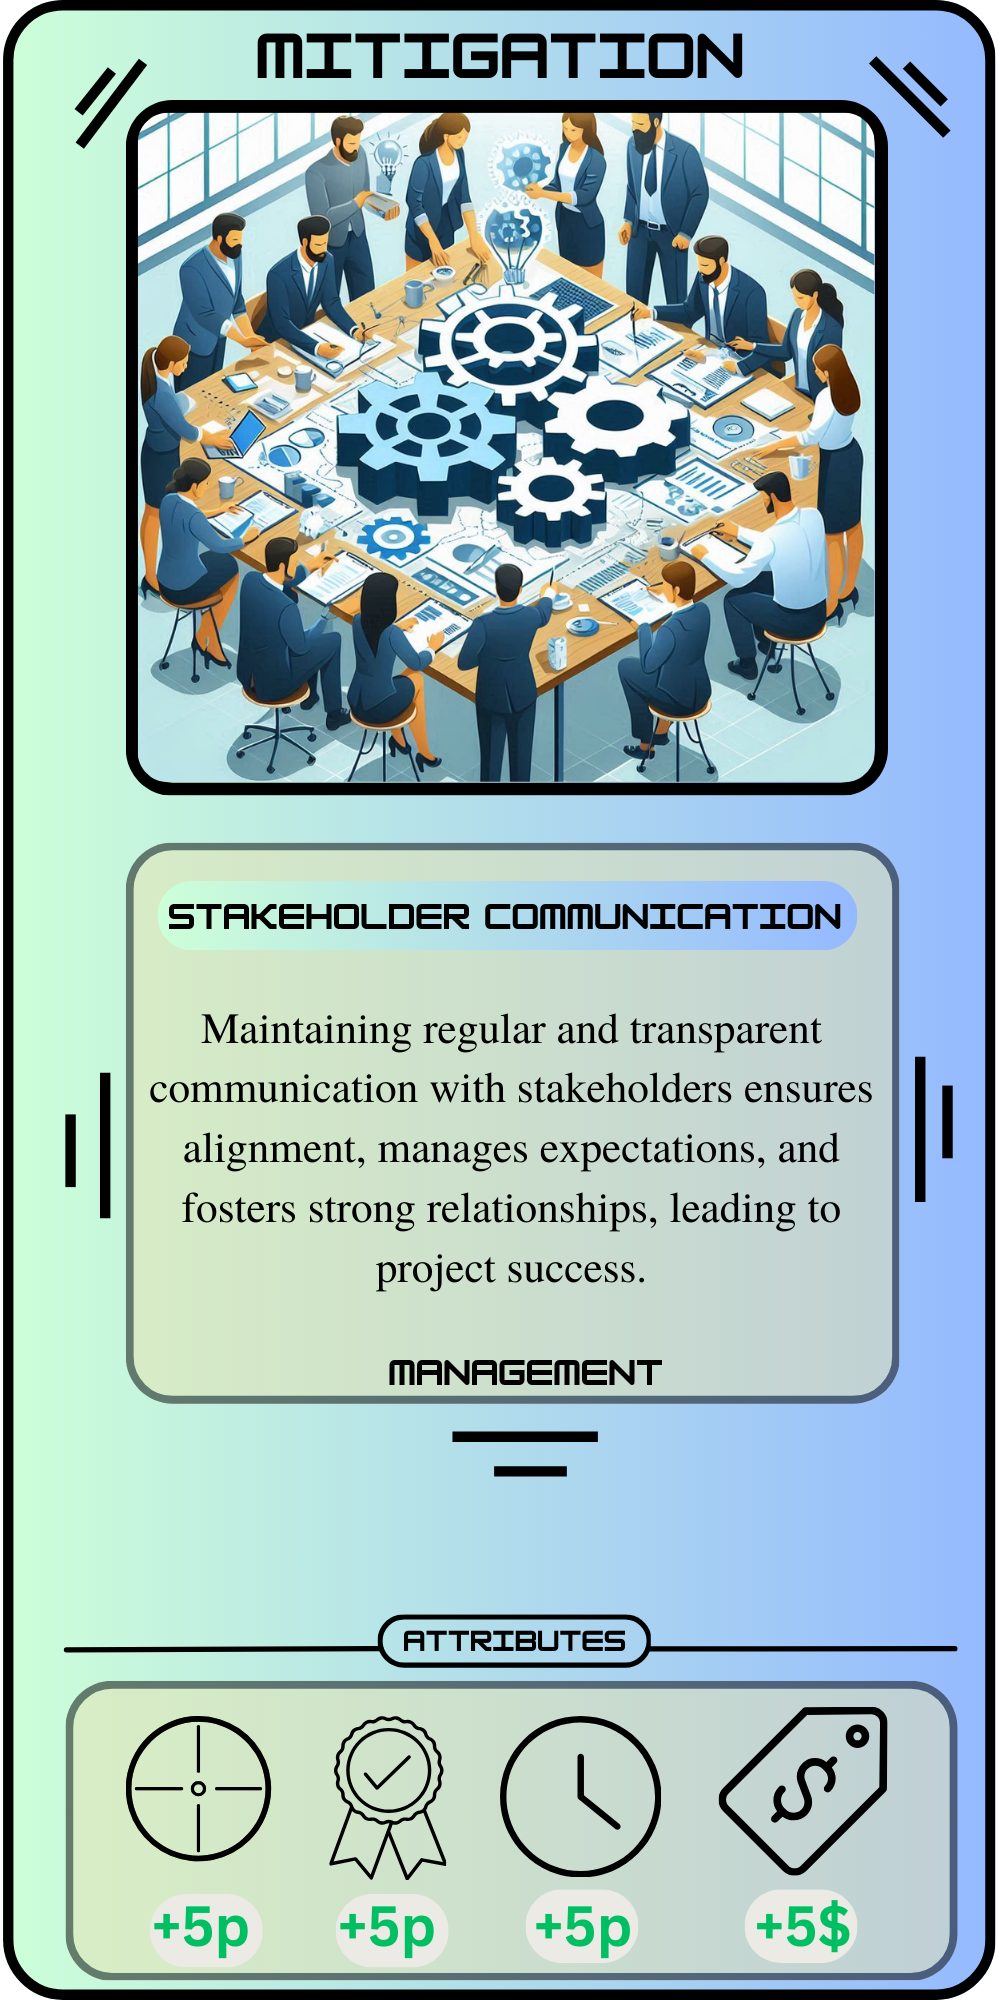 MITIGATION
STAKEHOLDER COMMUNICATION
Maintaining regular and transparent
communication with stakeholders ensures
alignment, manages expectations, and
fosters strong relationships, leading to
project success.
MANAGEMENT
ATTRIBUTES
$
+5p +5p +5p +5$